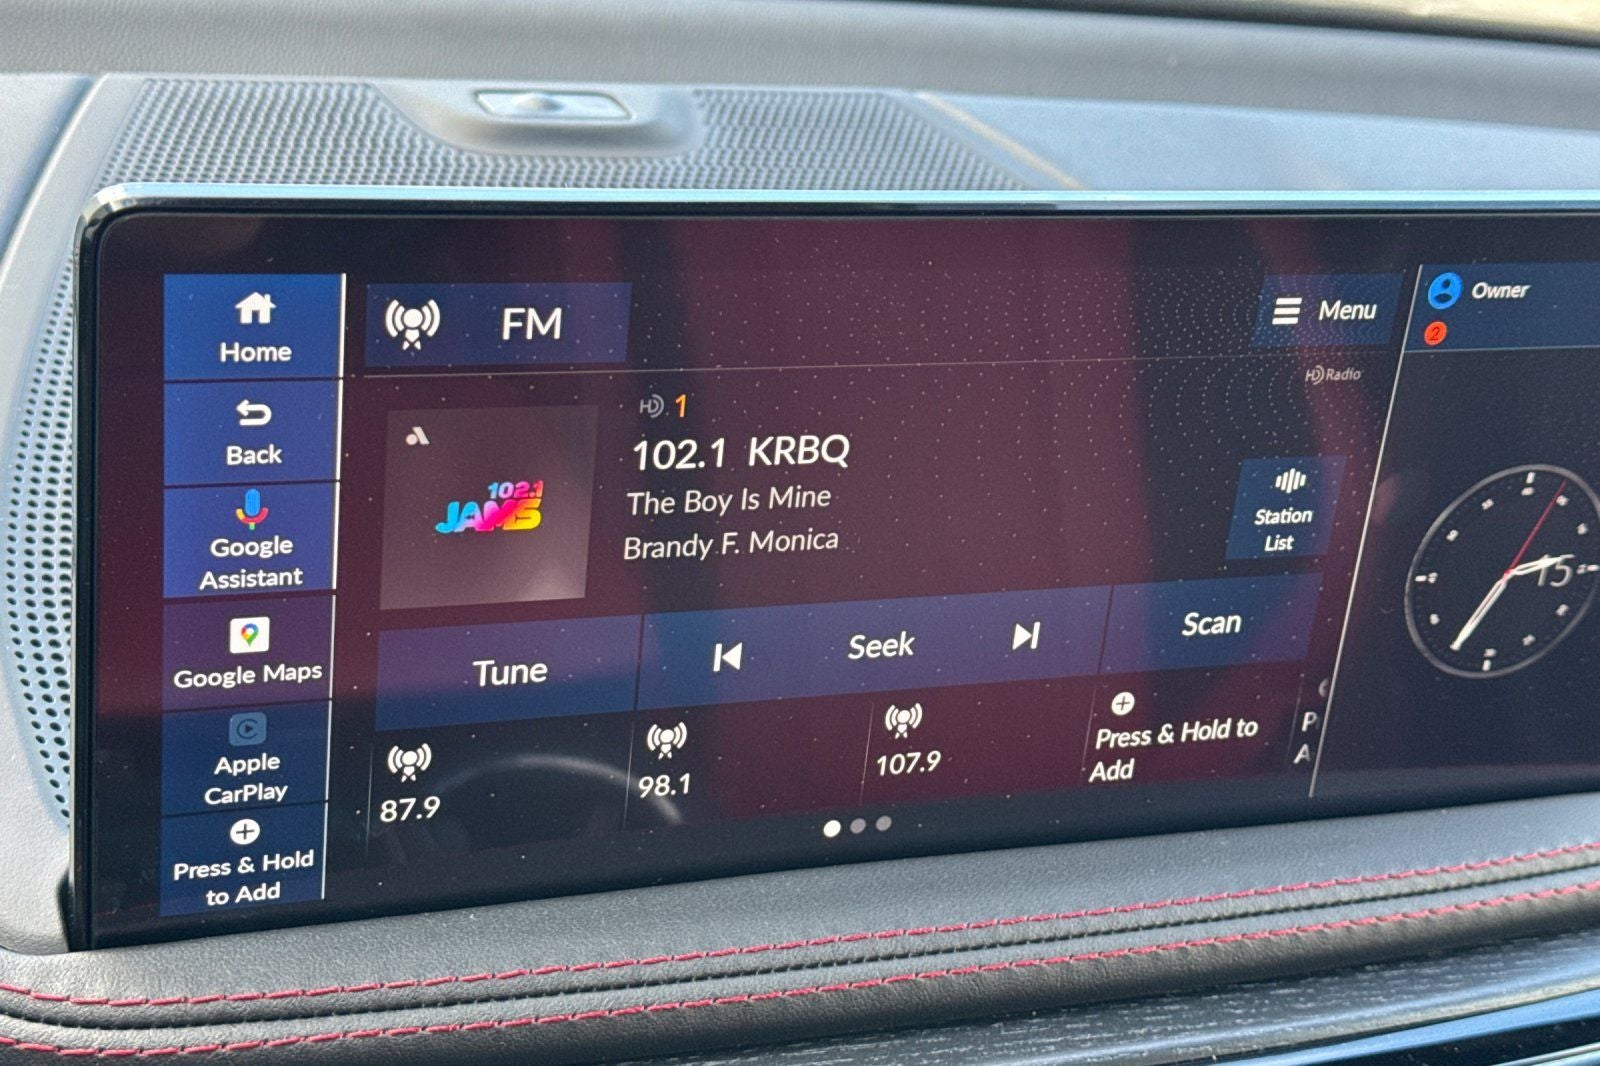 Home
Back
Google
Assistant
Google Maps
Apple
CarPlay
Press & Hold
to Add
FM
Menu
HD Radio
HD 1
102.1 KRBQ
The Boy Is Mine
Brandy F. Monica
102.1
JAMS
Station
List
Tune
Seek
Scan
87.9
98.1
107.9
Press & Hold to
Add
P
A
Owner
2
15